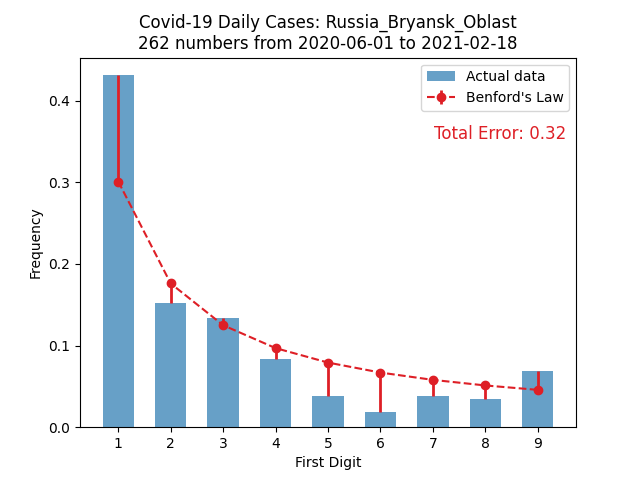 Covid-19 Daily Cases: Russia_Bryansk_Oblast
262 numbers from 2020-06-01 to 2021-02-18
Actual data
Benford's Law
Total Error: 0.32
Frequency
0.4
0.3
0.2
0.1
0.0
1 2 3 4 5 6 7 8 9
First Digit